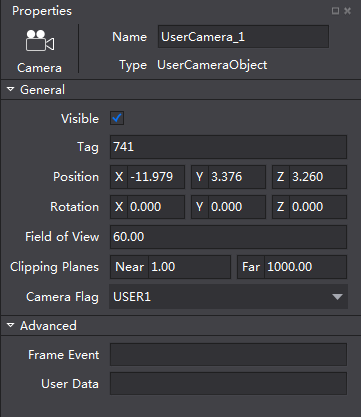 Properties
Name UserCamera_1
Camera Type UserCameraObject
General
Visible
Tag 741
Position X -11.979 Y 3.376 Z 3.260
Rotation X 0.000 Y 0.000 Z 0.000
Field of View 60.00
Clipping Planes Near 1.00 Far 1000.00
Camera Flag USER1
Advanced
Frame Event
User Data